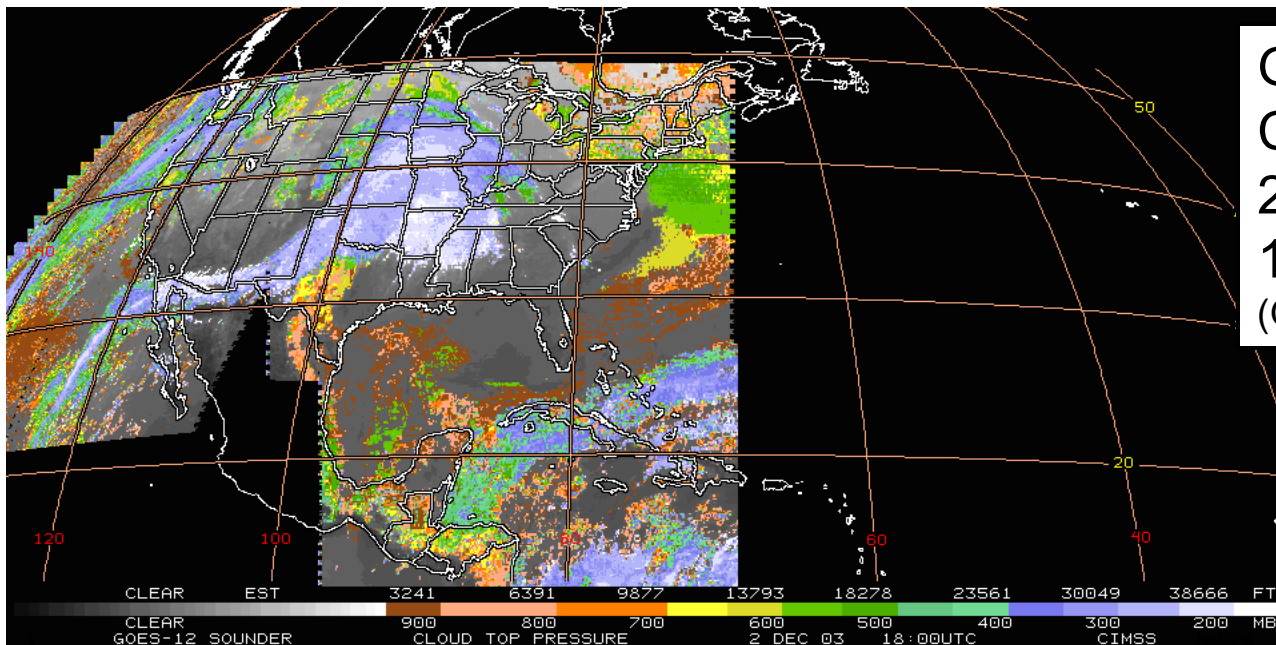 C
C
2
1
(
50
140
20
120 100 80 60 40
CLEAR EST 3241 6391 9877 13793 18278 23561 30049 38666 FT
CLEAR 900 800 700 600 500 400 300 200 MB
GOES-12 SOUNDER CLOUD TOP PRESSURE 2 DEC 03 18:00UTC CIMSS